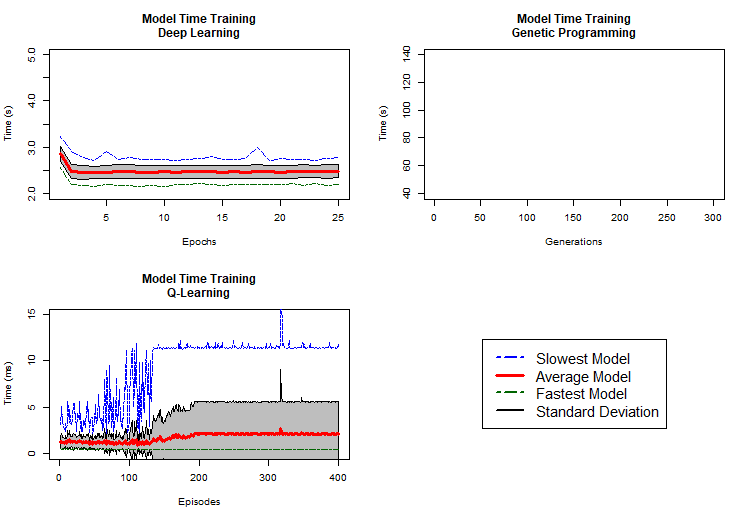 Model Time Training
Deep Learning
Time (s)
5.0
4.0
3.0
2.0
5
10
15
20
25
Epochs
Model Time Training
Genetic Programming
Time (s)
140
120
100
80
60
40
0
50
100
150
200
250
300
Generations
Model Time Training
Q-Learning
Time (ms)
15
10
5
0
0
100
200
300
400
Episodes
Slowest Model
Average Model
Fastest Model
Standard Deviation